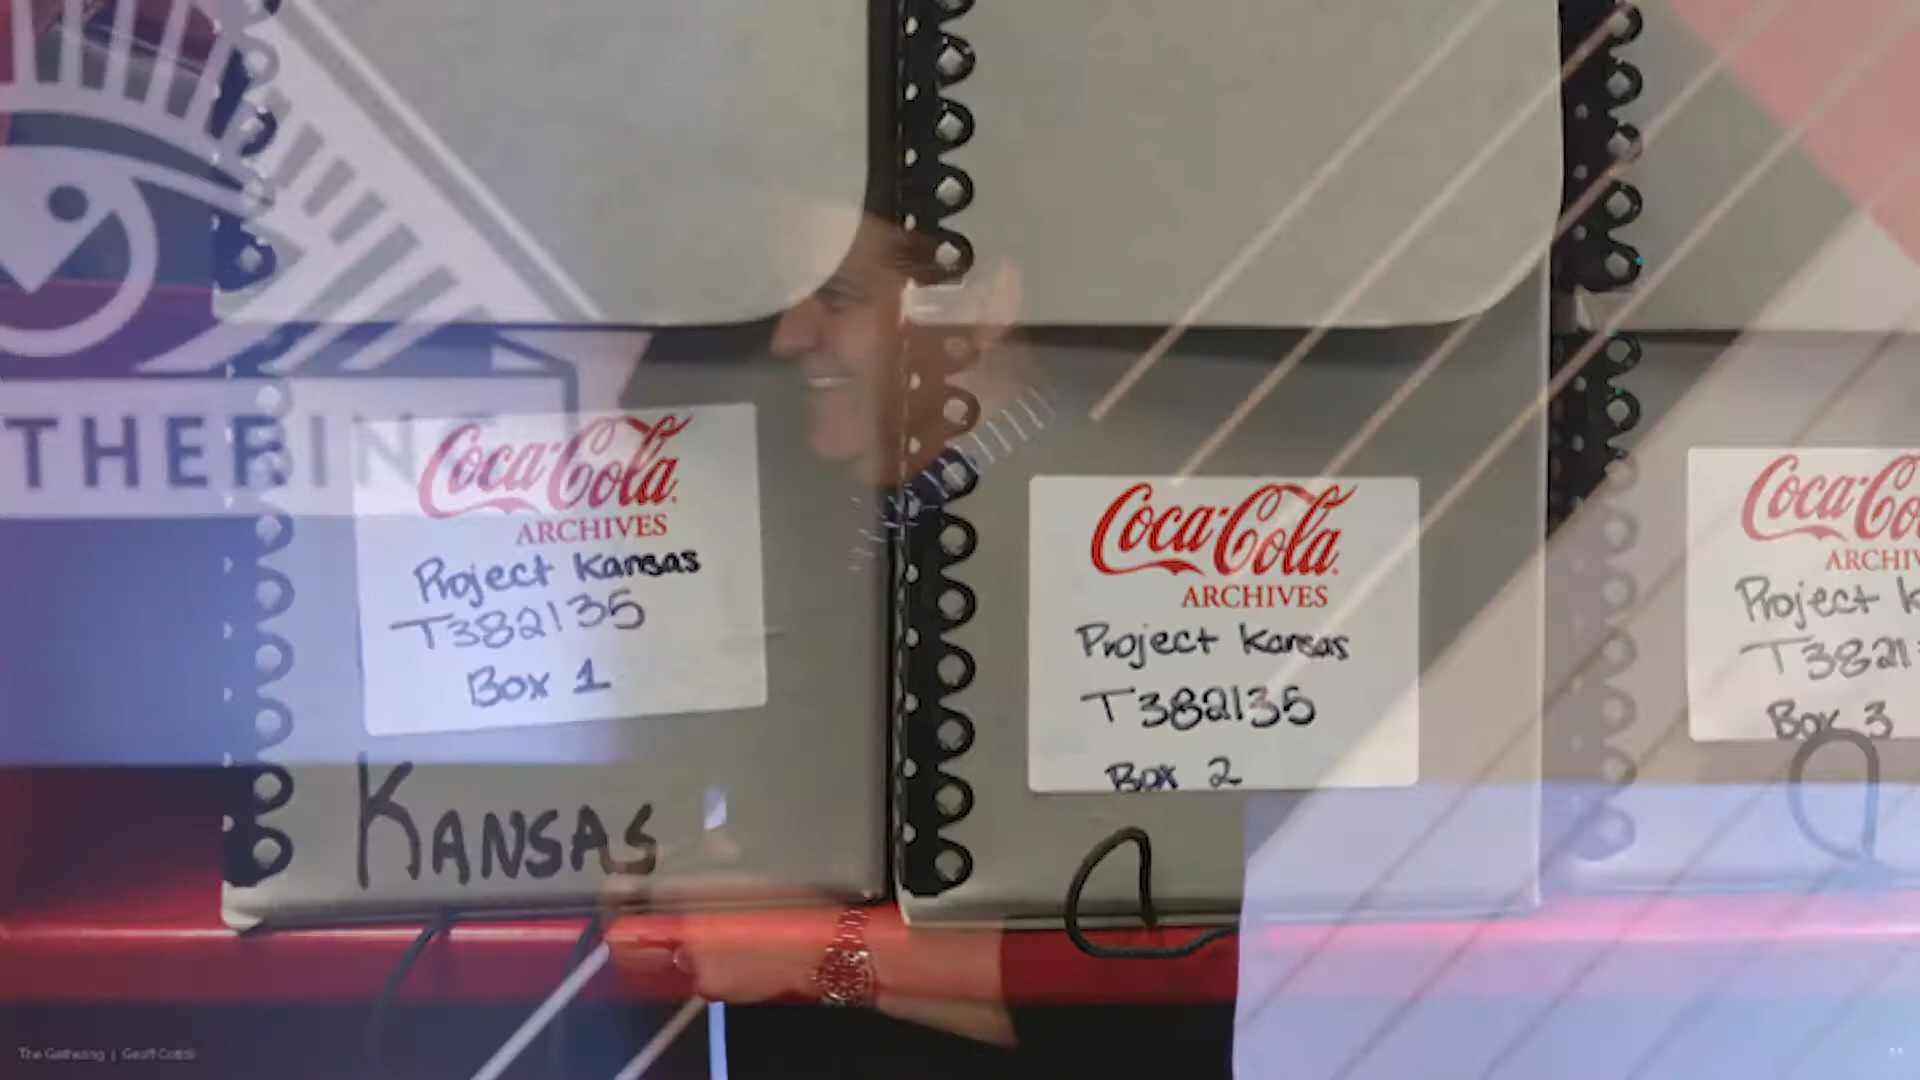 THERING
Coca-Cola
ARCHIVES
Project Kansas
T382135
Box 1
KANSAS
Coca-Cola
ARCHIVES
Project Kansas
T382135
Box 2
Coca-Co
ARCHIV
Project K
T3821
Box 3
The Gathering | Geoff Cottrill
11